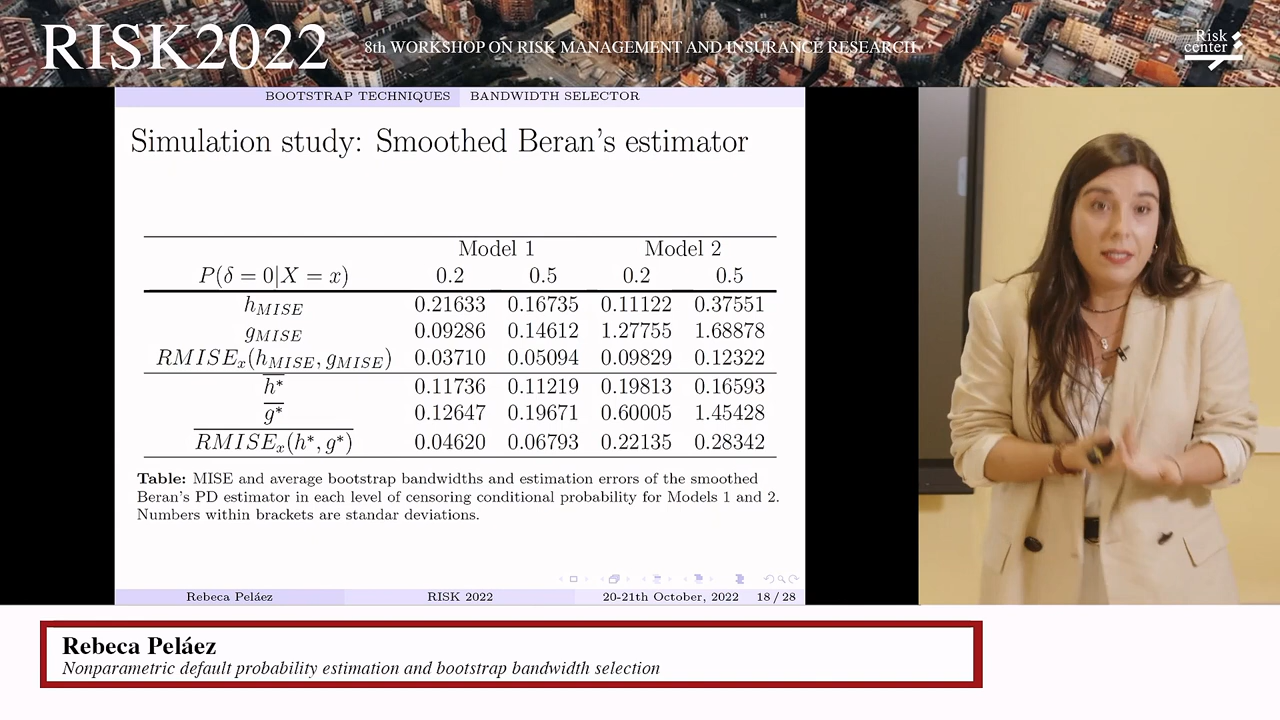 RISK2022
8th WORKSHOP ON RISK MANAGEMENT AND INSURANCE RESEARCH
Risk
center
BOOTSTRAP TECHNIQUES BANDWIDTH SELECTOR
Simulation study: Smoothed Beran's estimator
Model 1 Model 2
P(δ = 0|X = x) 0.2 0.5 0.2 0.5
h_MISE 0.21633 0.16735 0.11122 0.37551
g_MISE 0.09286 0.14612 1.27755 1.68878
RMISE_x(h_MISE, g_MISE) 0.03710 0.05094 0.09829 0.12322
h* 0.11736 0.11219 0.19813 0.16593
g* 0.12647 0.19671 0.60005 1.45428
RMISE_x(h*, g*) 0.04620 0.06793 0.22135 0.28342
Table: MISE and average bootstrap bandwidths and estimation errors of the smoothed
Beran's PD estimator in each level of censoring conditional probability for Models 1 and 2.
Numbers within brackets are standar deviations.
Rebeca Peláez RISK 2022 20-21th October, 2022 18 / 28
Rebeca Peláez
Nonparametric default probability estimation and bootstrap bandwidth selection